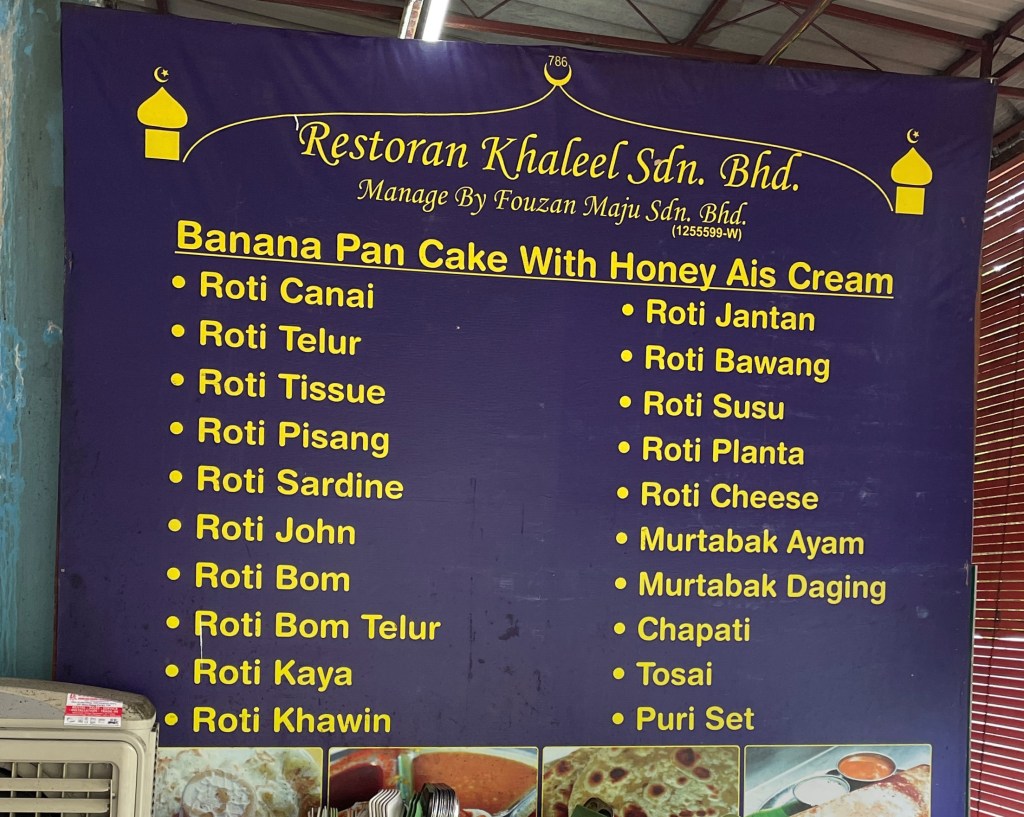 786
Restoran Khaleel Sdn. Bhd.
Manage By Fouzan Maju Sdn. Bhd.
(1255599-W)
Banana Pan Cake With Honey Ais Cream
• Roti Canai
• Roti Telur
• Roti Tissue
• Roti Pisang
• Roti Sardine
• Roti John
• Roti Bom
• Roti Bom Telur
• Roti Kaya
• Roti Khawin
• Roti Jantan
• Roti Bawang
• Roti Susu
• Roti Planta
• Roti Cheese
• Murtabak Ayam
• Murtabak Daging
• Chapati
• Tosai
• Puri Set